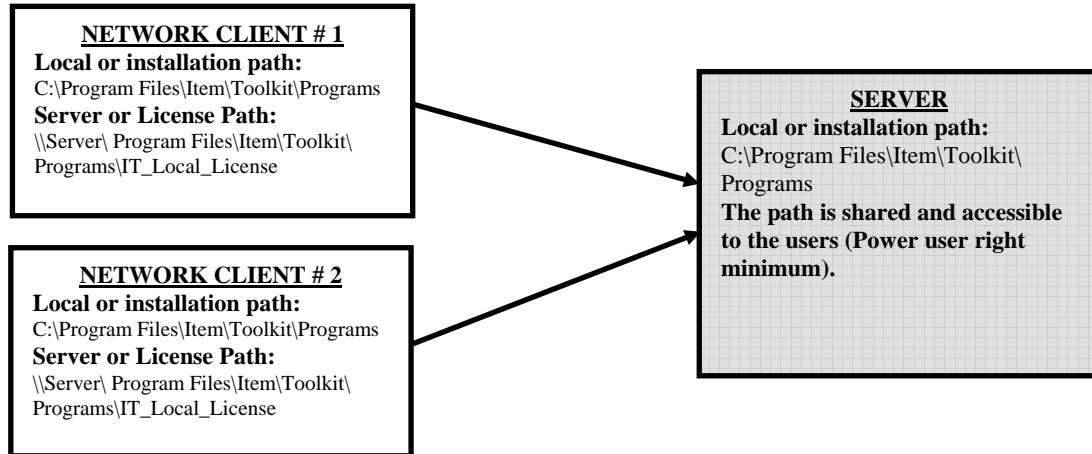 NETWORK CLIENT # 1
Local or installation path:
C:\Program Files\Item\Toolkit\Programs
Server or License Path:
\\Server\ Program Files\Item\Toolkit\
Programs\IT_Local_License
NETWORK CLIENT # 2
Local or installation path:
C:\Program Files\Item\Toolkit\Programs
Server or License Path:
\\Server\ Program Files\Item\Toolkit\
Programs\IT_Local_License
SERVER
Local or installation path:
C:\Program Files\Item\Toolkit\
Programs
The path is shared and accessible
to the users (Power user right
minimum).